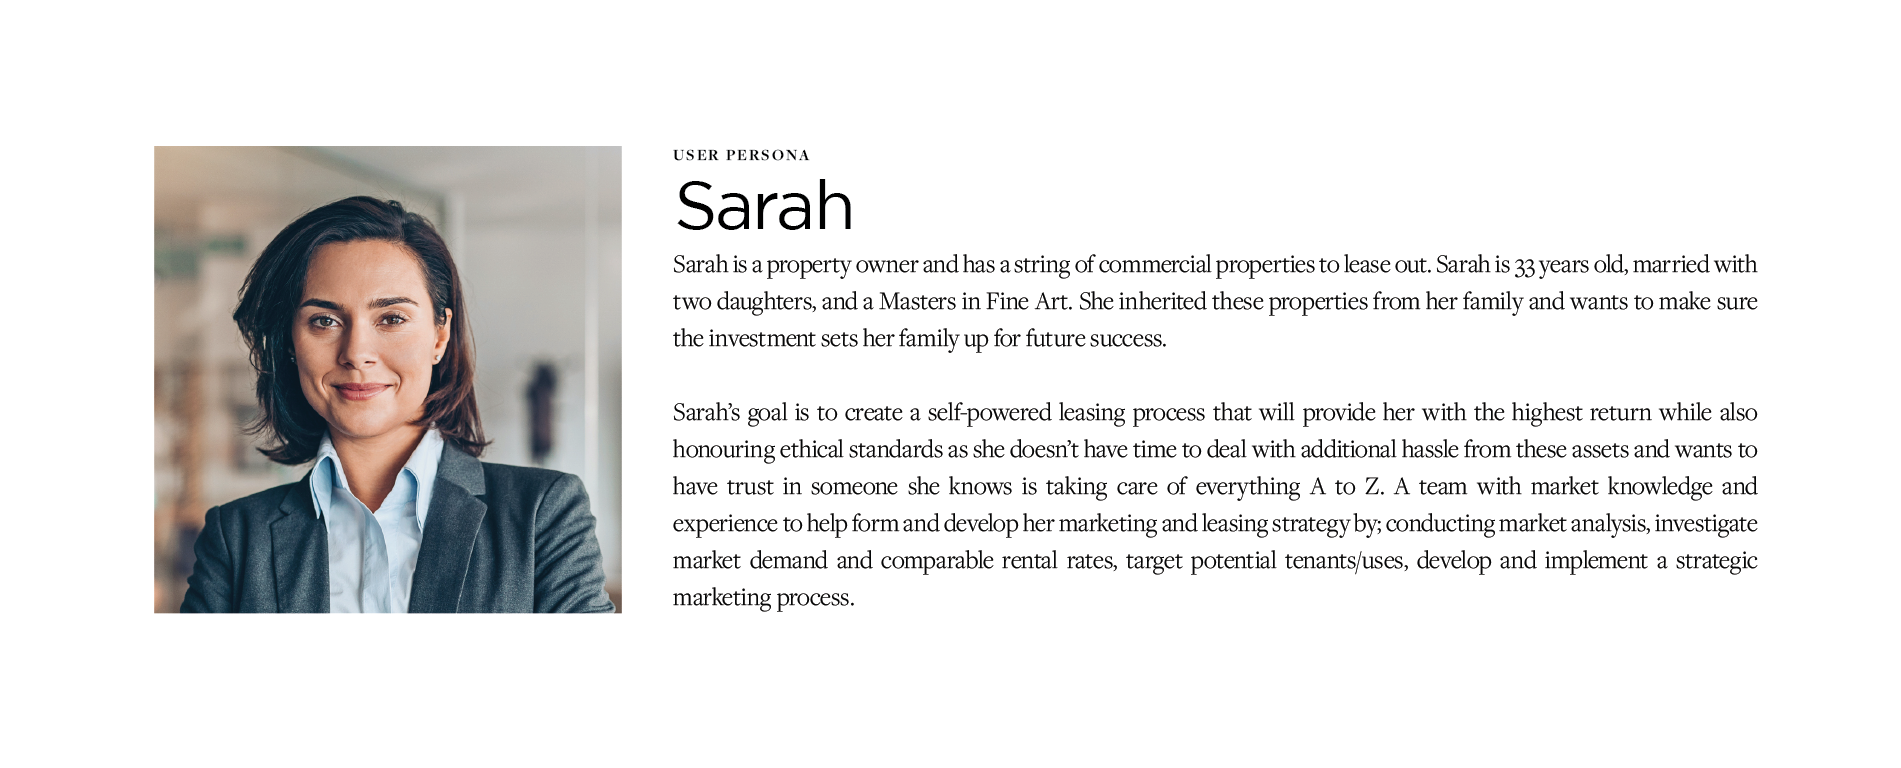 USER PERSONA
Sarah
Sarah is a property owner and has a string of commercial properties to lease out. Sarah is 33 years old, married with
two daughters, and a Masters in Fine Art. She inherited these properties from her family and wants to make sure
the investment sets her family up for future success.
Sarah’s goal is to create a self-powered leasing process that will provide her with the highest return while also
honouring ethical standards as she doesn’t have time to deal with additional hassle from these assets and wants to
have trust in someone she knows is taking care of everything A to Z. A team with market knowledge and
experience to help form and develop her marketing and leasing strategy by; conducting market analysis, investigate
market demand and comparable rental rates, target potential tenants/uses, develop and implement a strategic
marketing process.